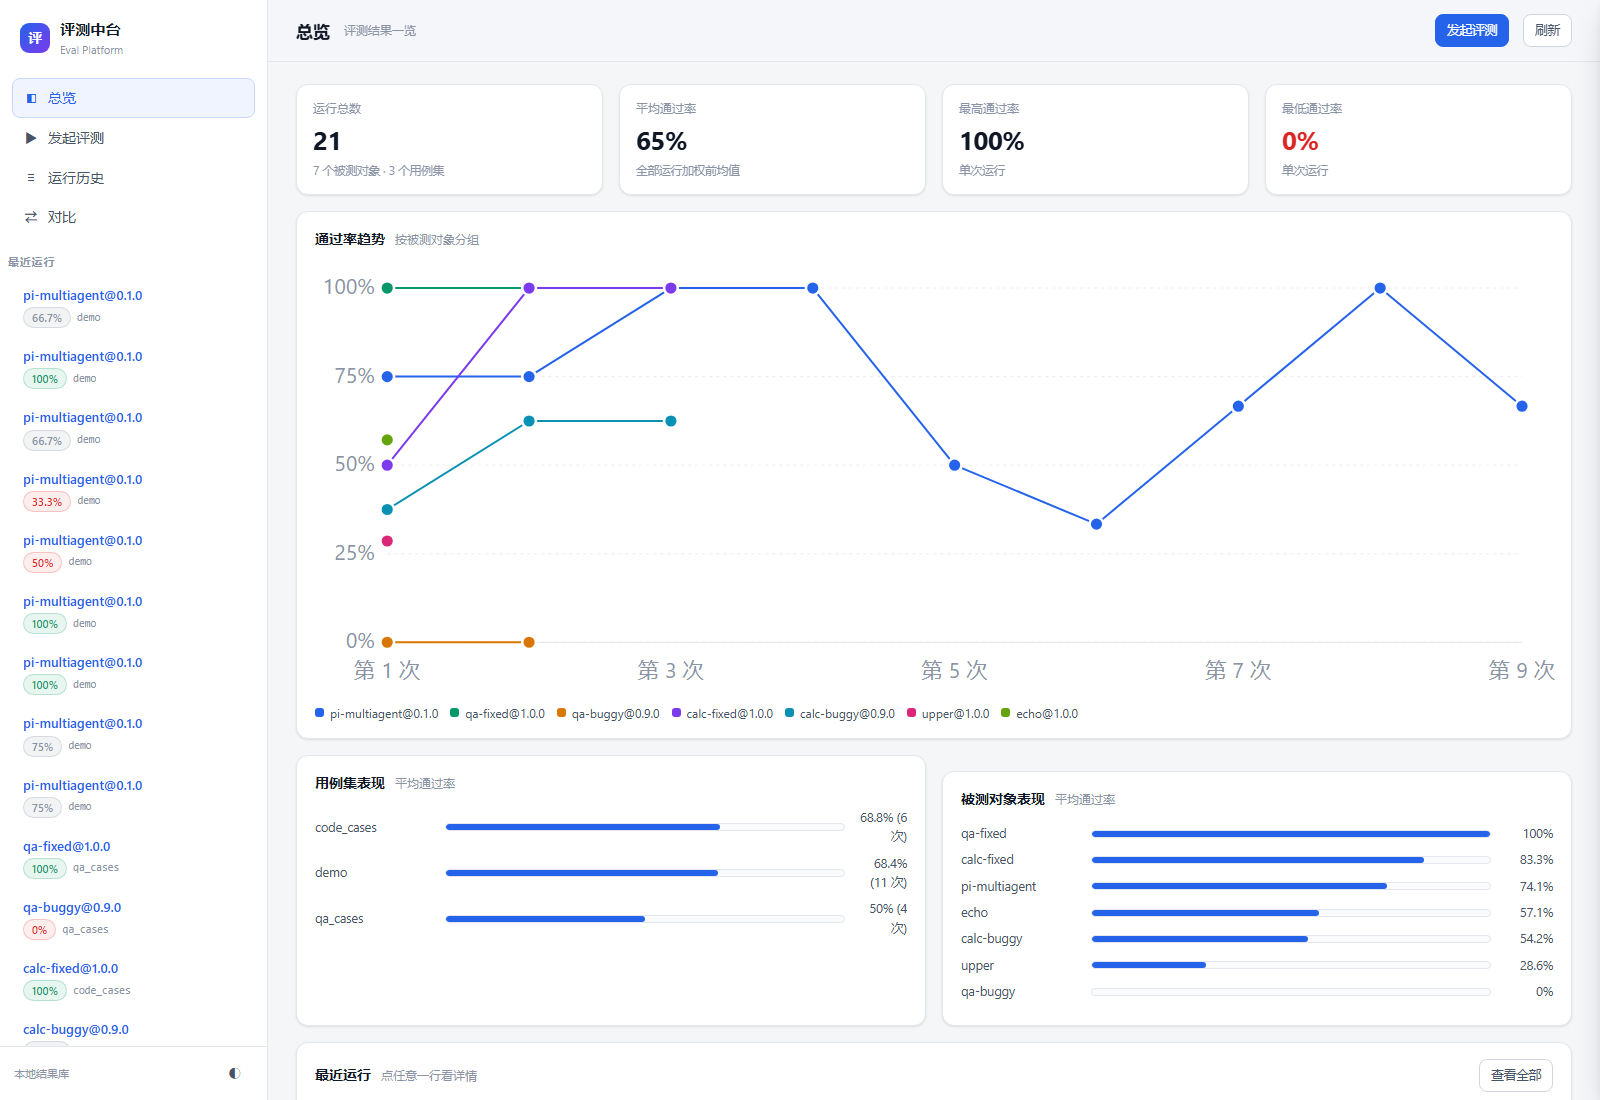 评
评测中台
Eval Platform
总览
发起评测
运行历史
对比
最近运行
pi-multiagent@0.1.0
66.7% demo
pi-multiagent@0.1.0
100% demo
pi-multiagent@0.1.0
66.7% demo
pi-multiagent@0.1.0
33.3% demo
pi-multiagent@0.1.0
50% demo
pi-multiagent@0.1.0
100% demo
pi-multiagent@0.1.0
100% demo
pi-multiagent@0.1.0
75% demo
pi-multiagent@0.1.0
75% demo
qa-fixed@1.0.0
100% qa_cases
qa-buggy@0.9.0
0% qa_cases
calc-fixed@1.0.0
100% code_cases
calc-buggy@0.9.0
本地结果库
总览 评测结果一览
发起评测 刷新
运行总数
21
7 个被测对象 · 3 个用例集
平均通过率
65%
全部运行加权前均值
最高通过率
100%
单次运行
最低通过率
0%
单次运行
通过率趋势 按被测对象分组
100%
75%
50%
25%
0%
第 1 次 第 3 次 第 5 次 第 7 次 第 9 次
pi-multiagent@0.1.0 qa-fixed@1.0.0 qa-buggy@0.9.0 calc-fixed@1.0.0 calc-buggy@0.9.0 upper@1.0.0 echo@1.0.0
用例集表现 平均通过率
code_cases 68.8% (6
次)
demo 68.4%
(11 次)
qa_cases 50% (4
次)
被测对象表现 平均通过率
qa-fixed 100%
calc-fixed 83.3%
pi-multiagent 74.1%
echo 57.1%
calc-buggy 54.2%
upper 28.6%
qa-buggy 0%
最近运行 点任意一行看详情
查看全部